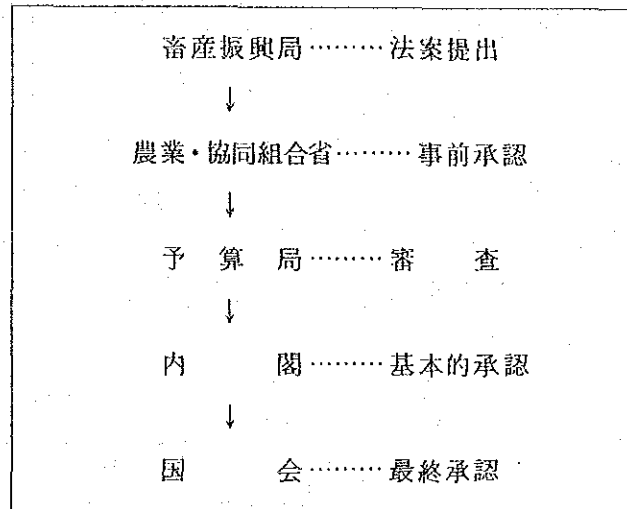 畜産振興局………法案提出
↓
農業・協同組合省………事前承認
↓
予算局………審査
↓
内閣………基本的承認
↓
国会………最終承認